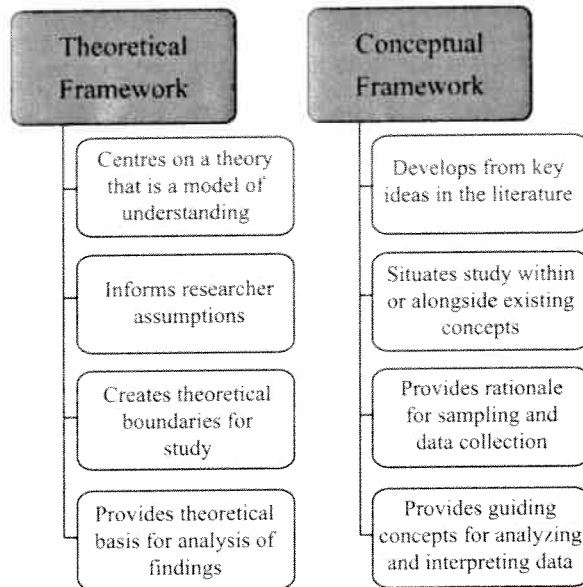 Theoretical
Framework
Centres on a theory
that is a model of
understanding
Informs researcher
assumptions
Creates theoretical
boundaries for
study
Provides theoretical
basis for analysis of
findings
Conceptual
Framework
Develops from key
ideas in the literature
Situates study within
or alongside existing
concepts
Provides rationale
for sampling and
data collection
Provides guiding
concepts for analyzing
and interpreting data